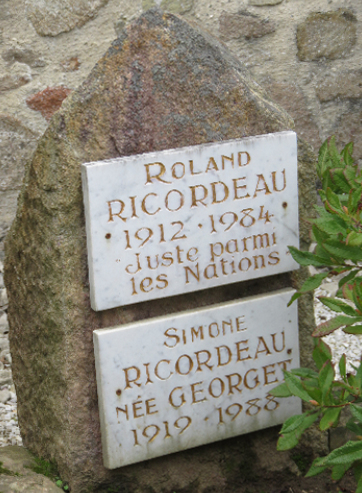 ROLAND
RICORDEAU
1912 · 1984
Juste parmi
les Nations
SIMONE
RICORDEAU
NÉE GEORGET
1919 - 1988